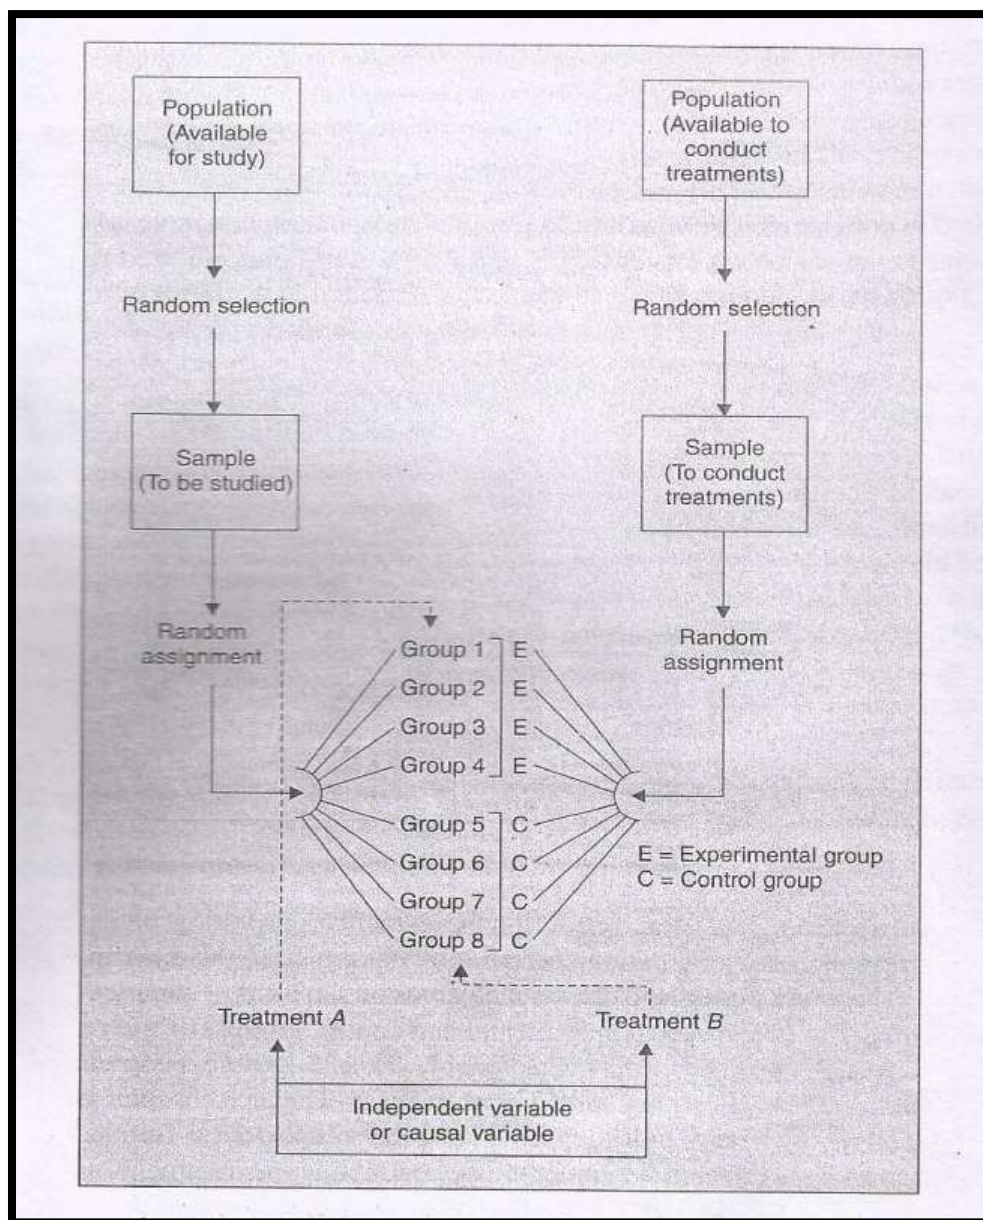 Population
(Available
for study)
Population
(Available to
conduct
treatments)
Random selection
Random selection
Sample
(To be studied)
Sample
(To conduct
treatments)
Random
assignment
Random
assignment
Group 1 E
Group 2 E
Group 3 E
Group 4 E
Group 5 C
Group 6 C
Group 7 C
Group 8 C
E = Experimental group
C = Control group
Treatment A
Treatment B
Independent variable
or causal variable